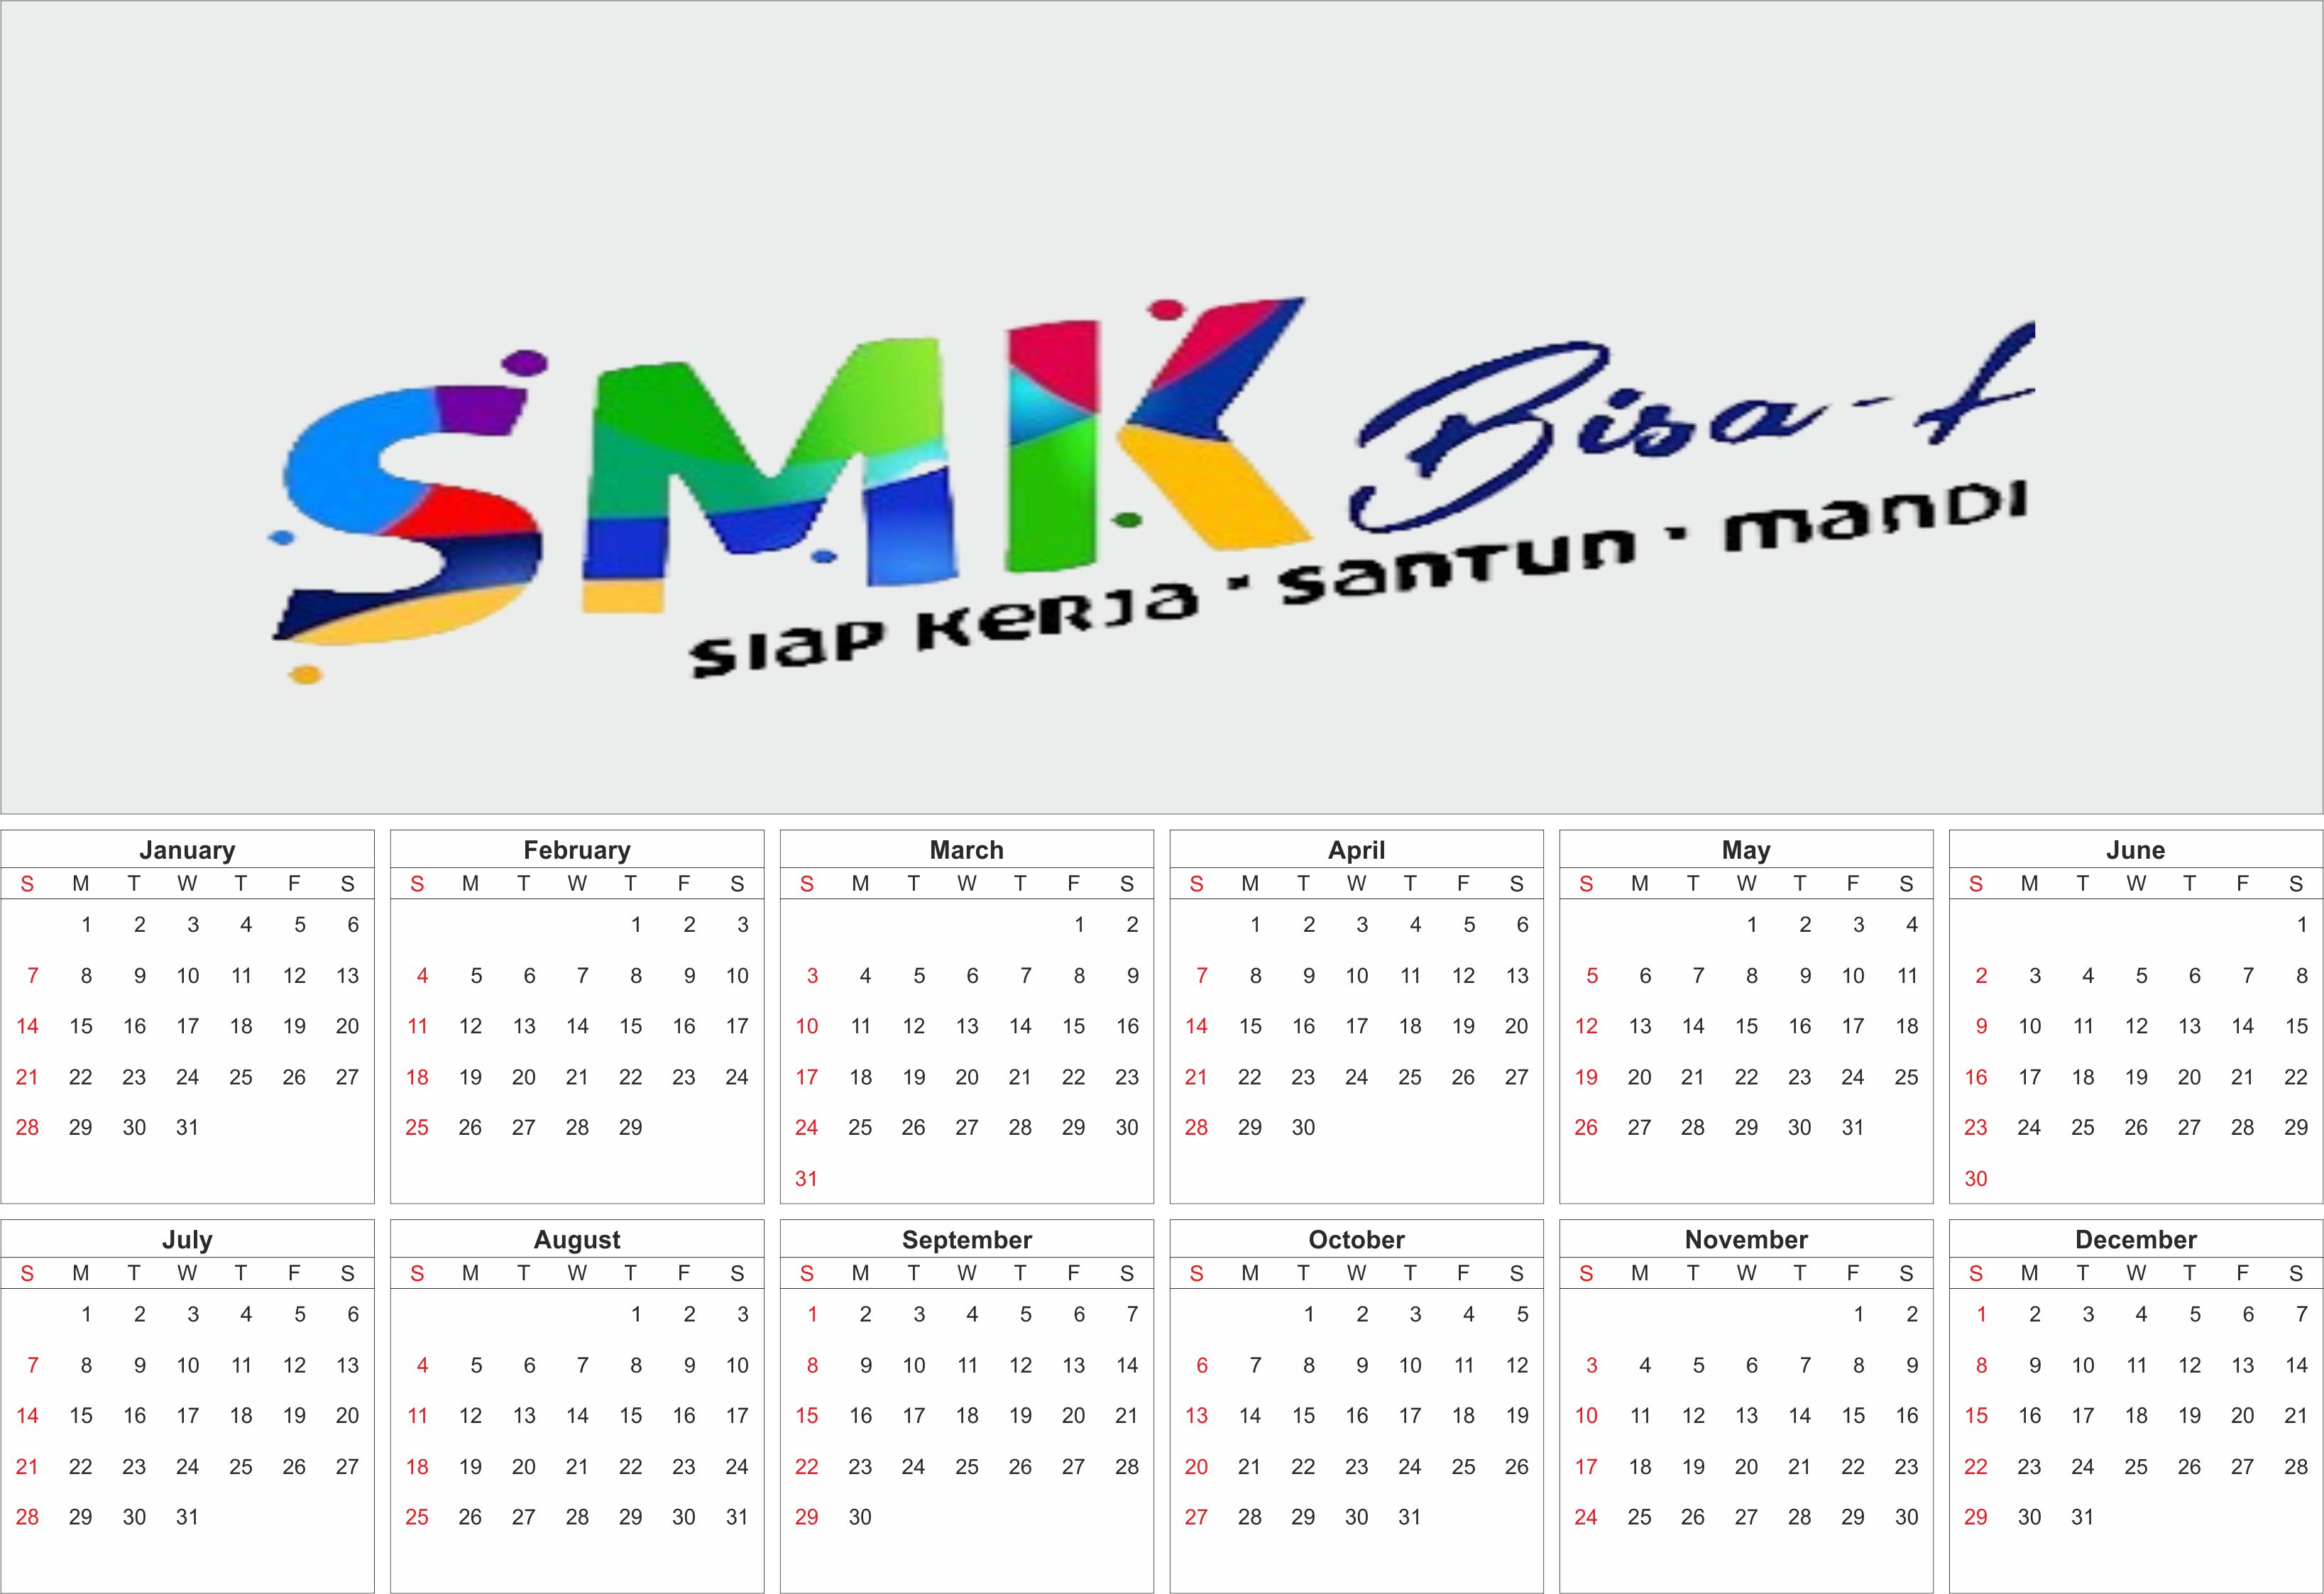 SMK Bisa-
SIAP KERJA · SANTUN · MANDI
January February March April May June
S M T W T F S S M T W T F S S M T W T F S S M T W T F S S M T W T F S S M T W T F S
1 2 3 4 5 6 1 2 3 1 2 1 2 3 4 5 6 1 2 3 4 1
7 8 9 10 11 12 13 4 5 6 7 8 9 10 3 4 5 6 7 8 9 7 8 9 10 11 12 13 5 6 7 8 9 10 11 2 3 4 5 6 7 8
14 15 16 17 18 19 20 11 12 13 14 15 16 17 10 11 12 13 14 15 16 14 15 16 17 18 19 20 12 13 14 15 16 17 18 9 10 11 12 13 14 15
21 22 23 24 25 26 27 18 19 20 21 22 23 24 17 18 19 20 21 22 23 21 22 23 24 25 26 27 19 20 21 22 23 24 25 16 17 18 19 20 21 22
28 29 30 31 25 26 27 28 29 24 25 26 27 28 29 30 28 29 30 26 27 28 29 30 31 23 24 25 26 27 28 29
31 30
July August September October November December
S M T W T F S S M T W T F S S M T W T F S S M T W T F S S M T W T F S S M T W T F S
1 2 3 4 5 6 1 2 3 1 2 3 4 5 6 7 1 2 3 4 5 1 2 1 2 3 4 5 6 7
7 8 9 10 11 12 13 4 5 6 7 8 9 10 8 9 10 11 12 13 14 6 7 8 9 10 11 12 3 4 5 6 7 8 9 8 9 10 11 12 13 14
14 15 16 17 18 19 20 11 12 13 14 15 16 17 15 16 17 18 19 20 21 13 14 15 16 17 18 19 10 11 12 13 14 15 16 15 16 17 18 19 20 21
21 22 23 24 25 26 27 18 19 20 21 22 23 24 22 23 24 25 26 27 28 20 21 22 23 24 25 26 17 18 19 20 21 22 23 22 23 24 25 26 27 28
28 29 30 31 25 26 27 28 29 30 31 29 30 27 28 29 30 31 24 25 26 27 28 29 30 29 30 31